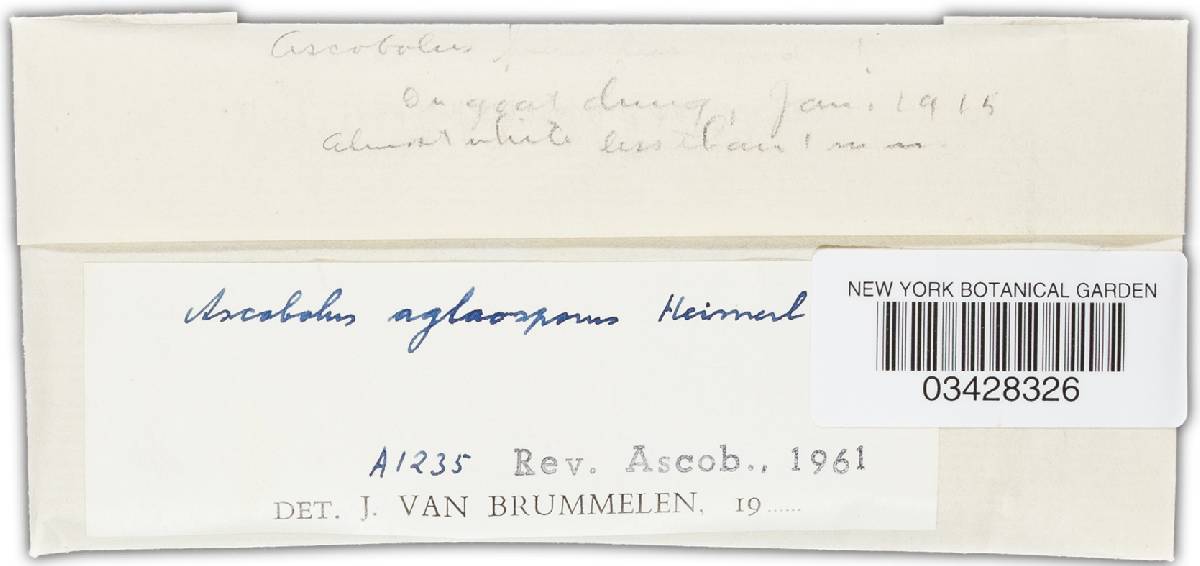 Ascobolus
On goat dung, Jan. 1915
almost white less than 1 mm
Ascobolus aglaosporus Heimerl
NEW YORK BOTANICAL GARDEN
03428326
A1235 Rev. Ascob., 1961
DET. J. VAN BRUMMELEN, 19......